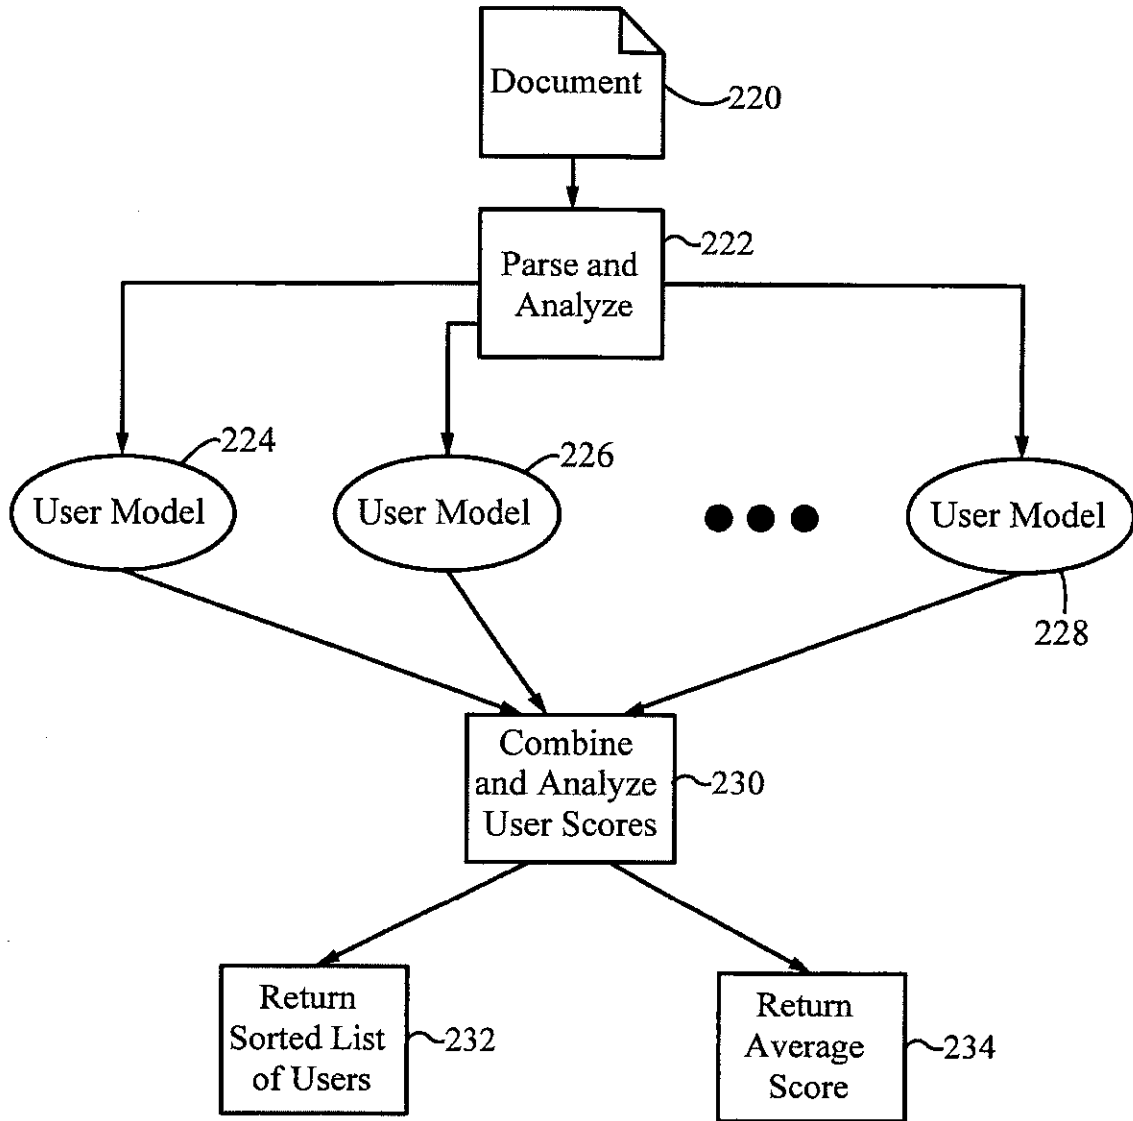 Document
220
Parse and
Analyze
222
224
226
User Model
User Model
User Model
228
Combine
and Analyze
User Scores
230
Return
Sorted List
of Users
232
Return
Average
Score
234